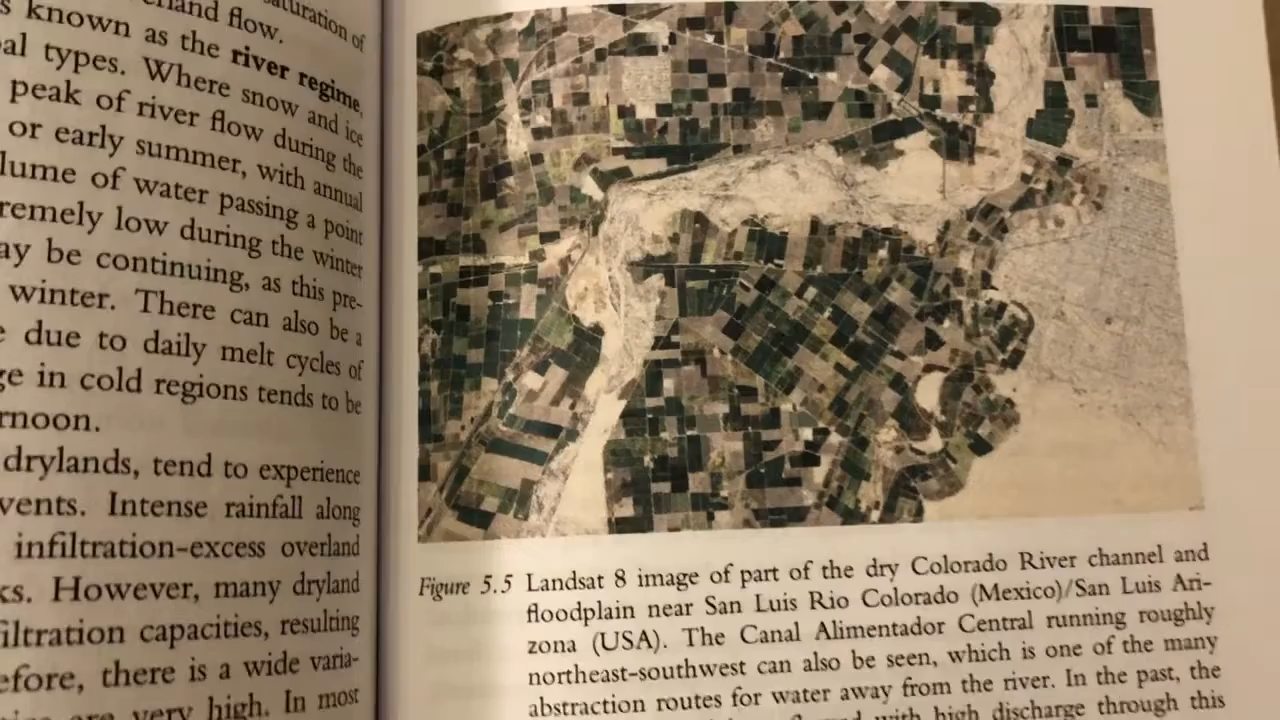 saturation of
land flow.
s known as the river regime,
al types. Where snow and ice
peak of river flow during the
or early summer, with annual
lume of water passing a point
remely low during the winter
ay be continuing, as this pre-
winter. There can also be a
e due to daily melt cycles of
ge in cold regions tends to be
rnoon.
drylands, tend to experience
vents. Intense rainfall along
infiltration-excess overland
ks. However, many dryland
filtration capacities, resulting
efore, there is a wide varia-
are very high. In most
Figure 5.5 Landsat 8 image of part of the dry Colorado River channel and
floodplain near San Luis Rio Colorado (Mexico)/San Luis Ari-
zona (USA). The Canal Alimentador Central running roughly
northeast-southwest can also be seen, which is one of the many
abstraction routes for water away from the river. In the past, the
with high discharge through this